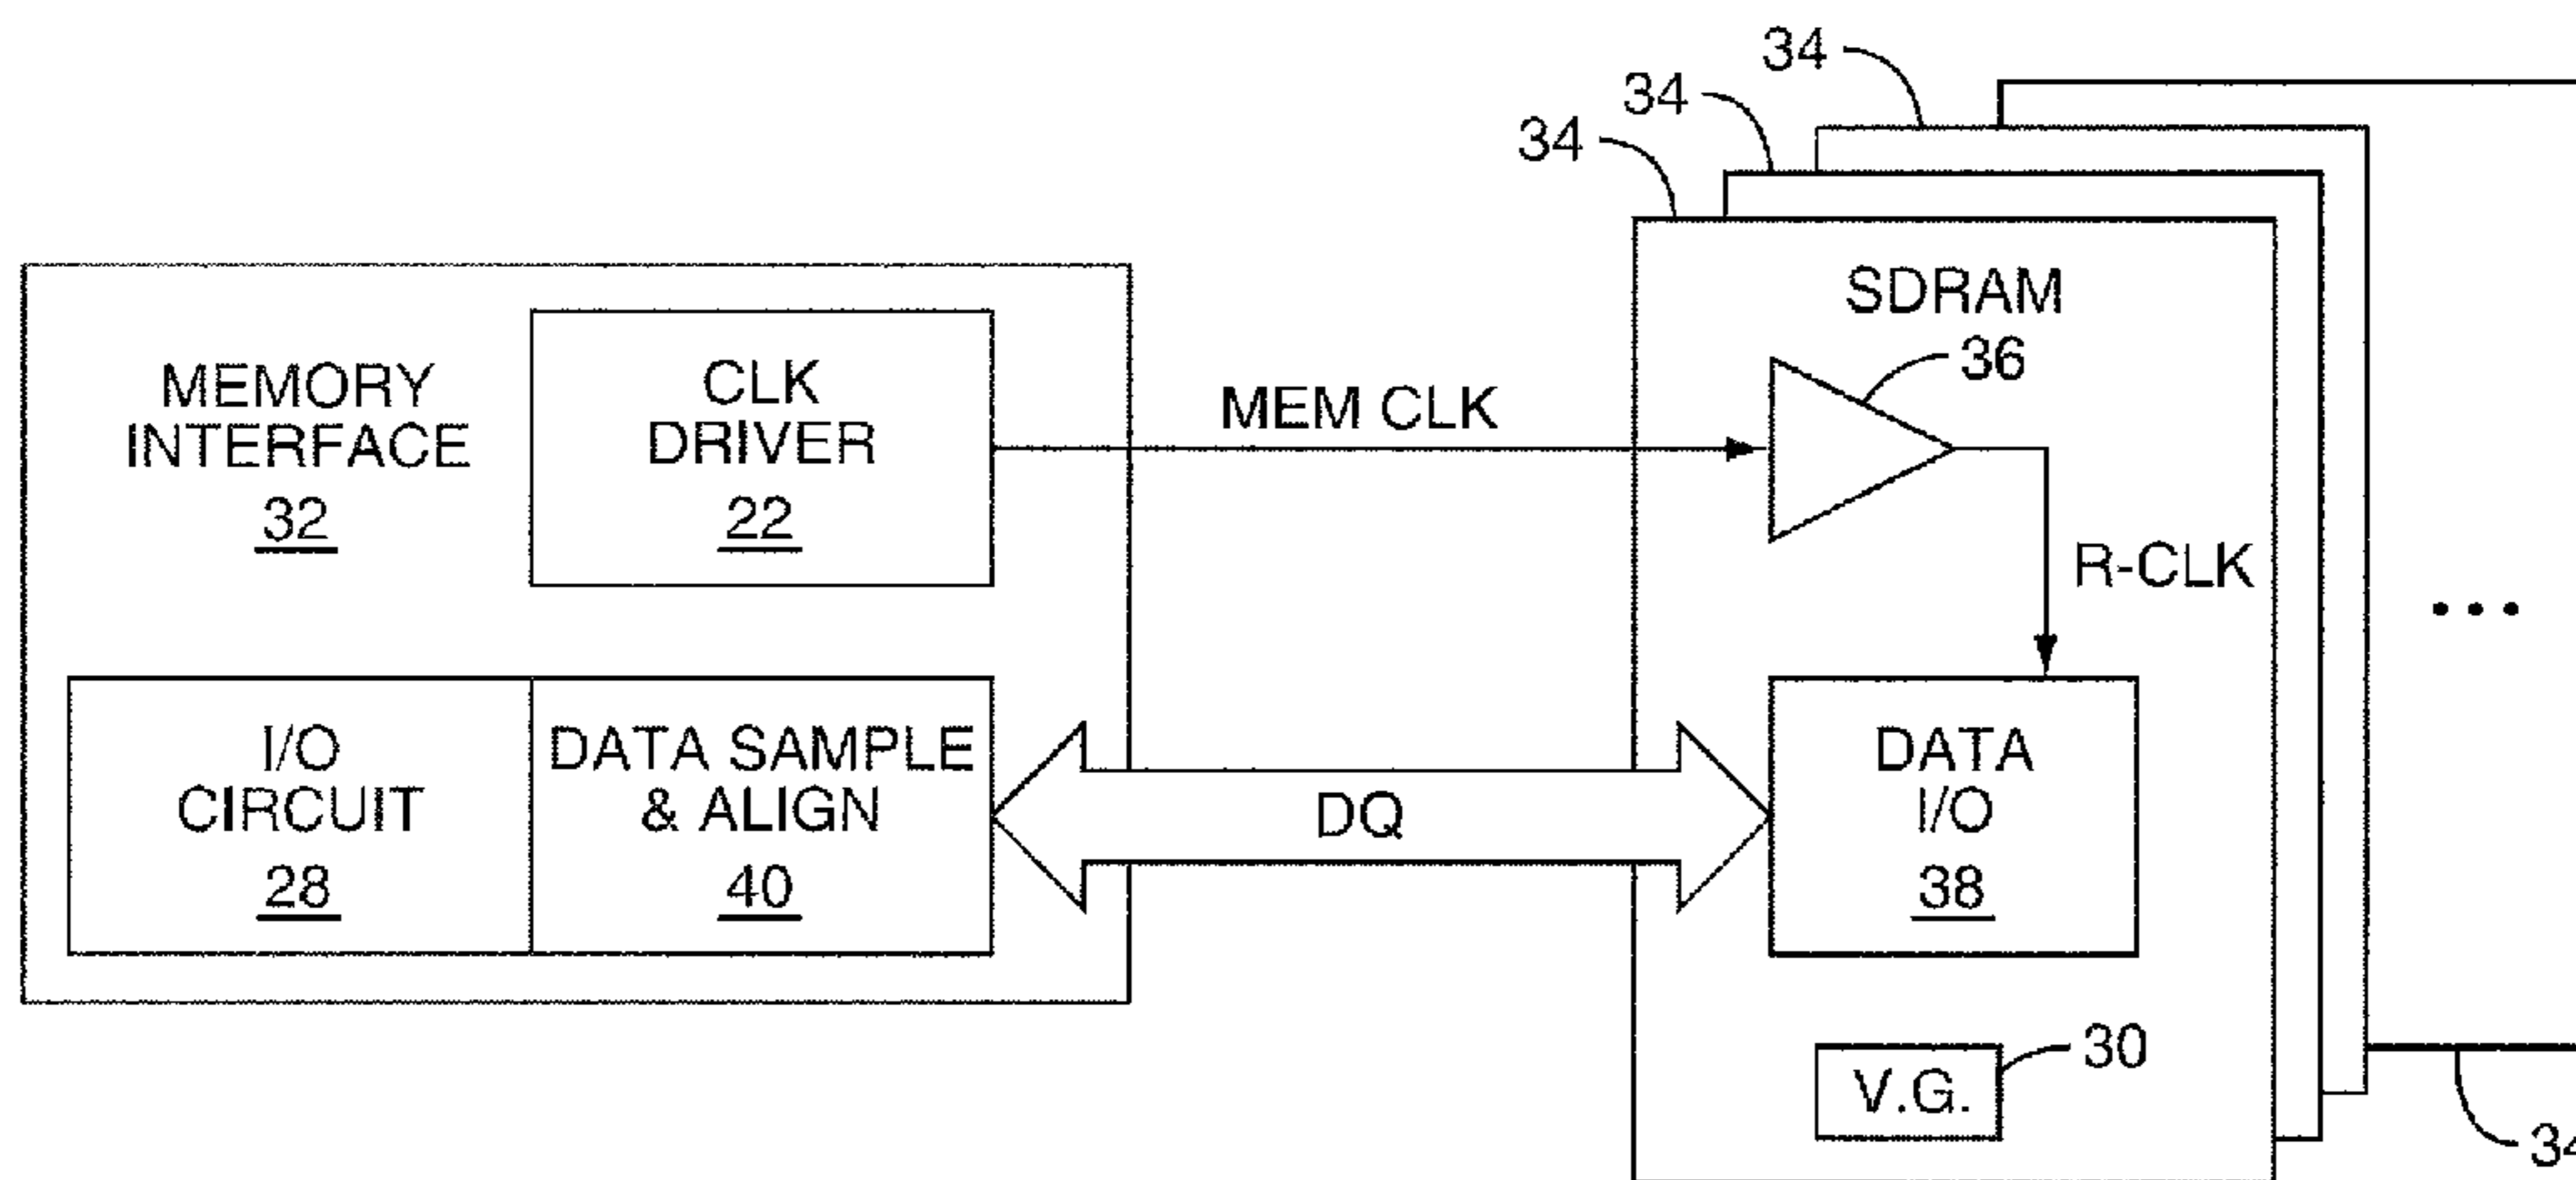 34
34
34
SDRAM
36
MEMORY
INTERFACE
32
CLK
DRIVER
22
MEM CLK
R-CLK
...
I/O
CIRCUIT
28
DATA SAMPLE
& ALIGN
40
DQ
DATA
I/O
38
30
V.G.
34